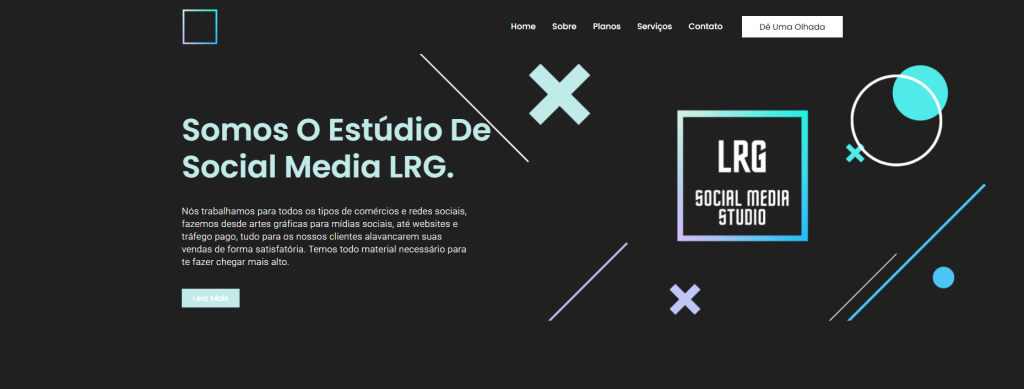 Home Sobre Planos Serviços Contato Dê Uma Olhada
Somos O Estúdio De
Social Media LRG.
Nós trabalhamos para todos os tipos de comércios e redes sociais,
fazemos desde artes gráficas para mídias sociais, até websites e
tráfego pago, tudo para os nossos clientes alavancarem suas
vendas de forma satisfatória. Temos todo material necessário para
te fazer chegar mais alto.
Leia Mais
LRG
SOCIAL MEDIA
STUDIO